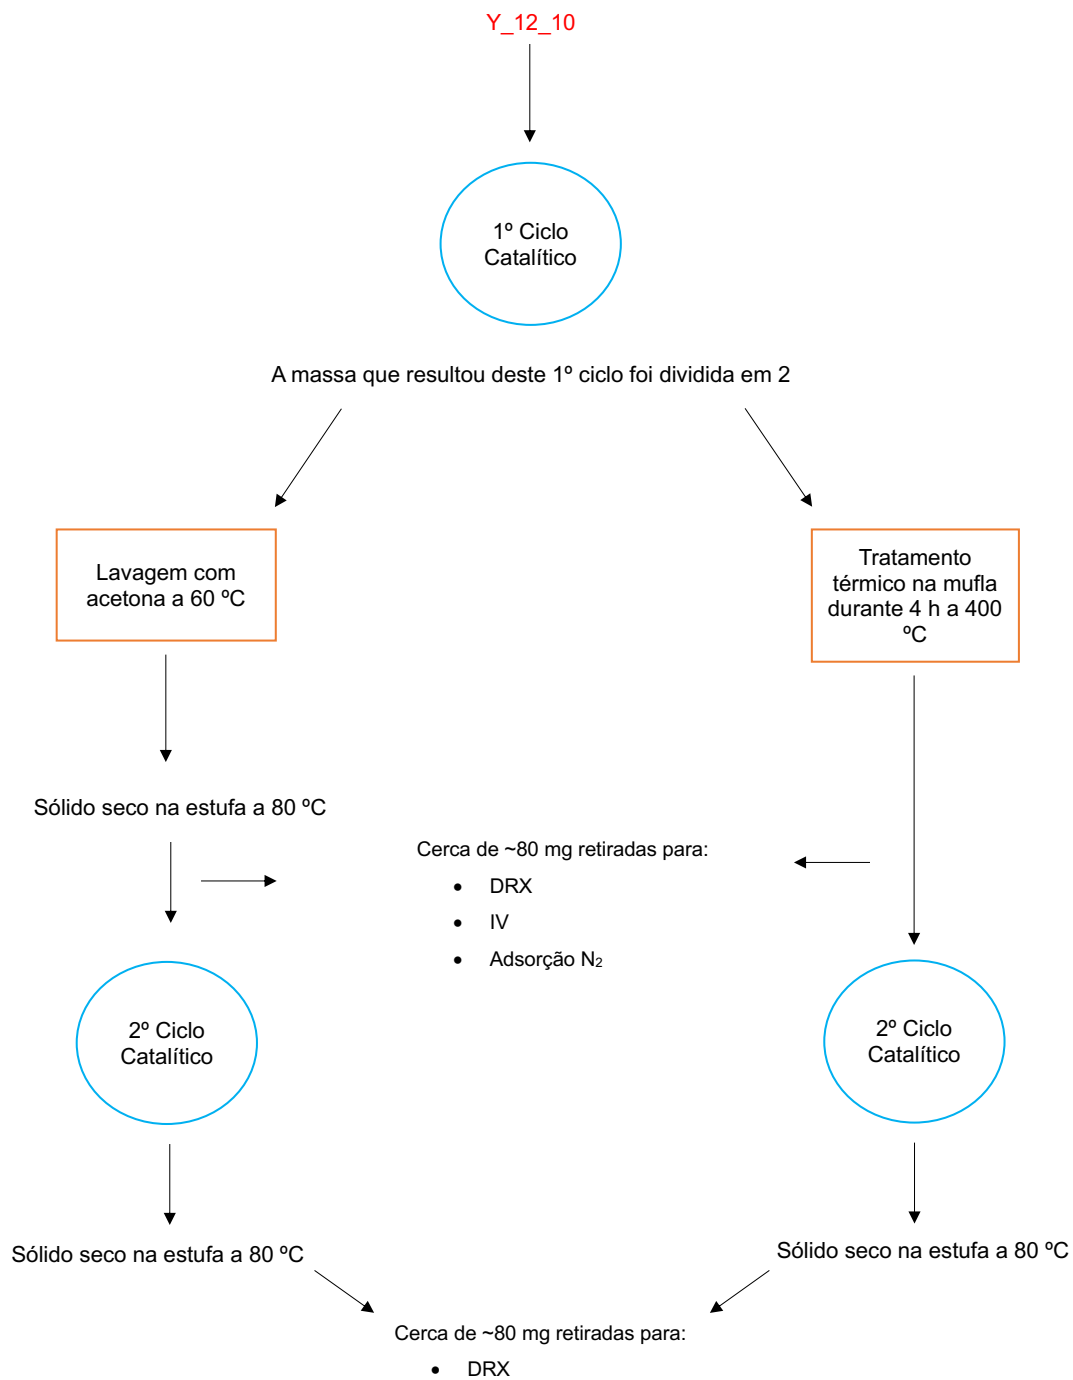 Y_12_10
1º Ciclo
Catalítico
A massa que resultou deste 1º ciclo foi dividida em 2
Lavagem com
acetona a 60 ºC
Tratamento
térmico na mufla
durante 4 h a 400
ºC
Sólido seco na estufa a 80 ºC
Cerca de ~80 mg retiradas para:
• DRX
• IV
• Adsorção N₂
2º Ciclo
Catalítico
2º Ciclo
Catalítico
Sólido seco na estufa a 80 ºC
Sólido seco na estufa a 80 ºC
Cerca de ~80 mg retiradas para:
• DRX